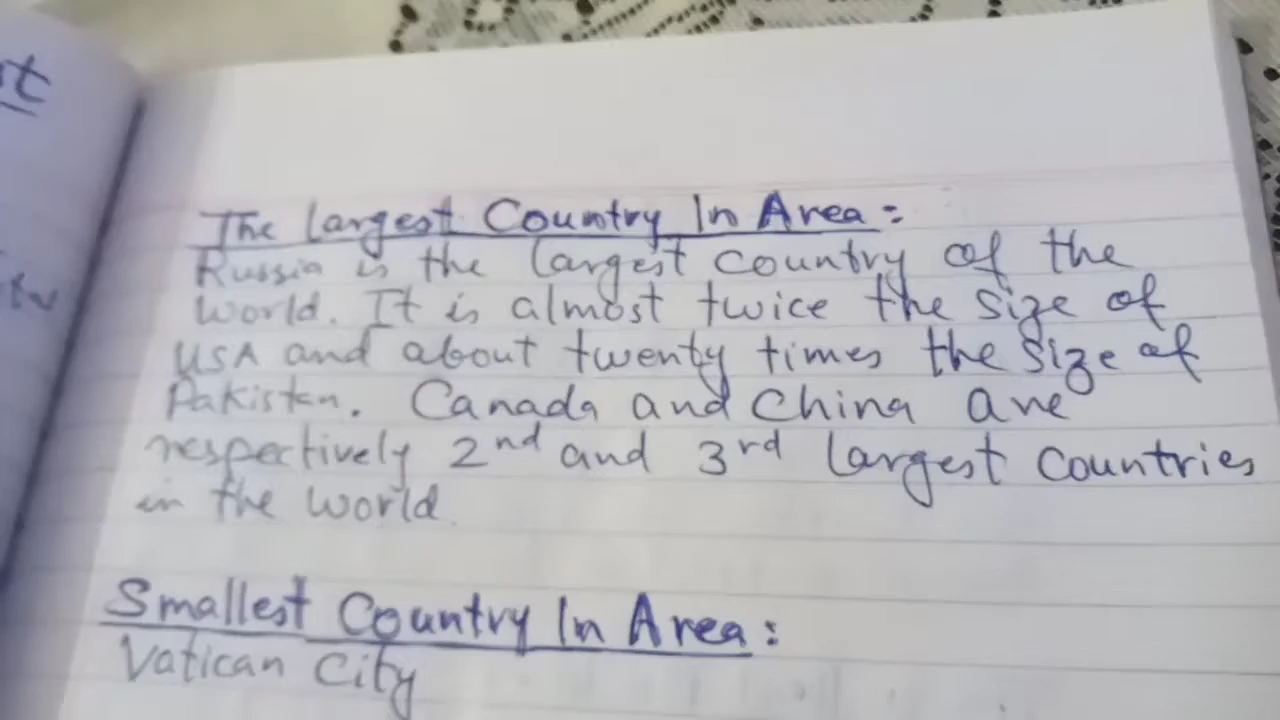 The Largest Country In Area:
Russia is the largest country of the
world. It is almost twice the size of
USA and about twenty times the size of
Pakistan. Canada and China are
respectively 2nd and 3rd largest countries
in the world.
Smallest Country In Area:
Vatican City